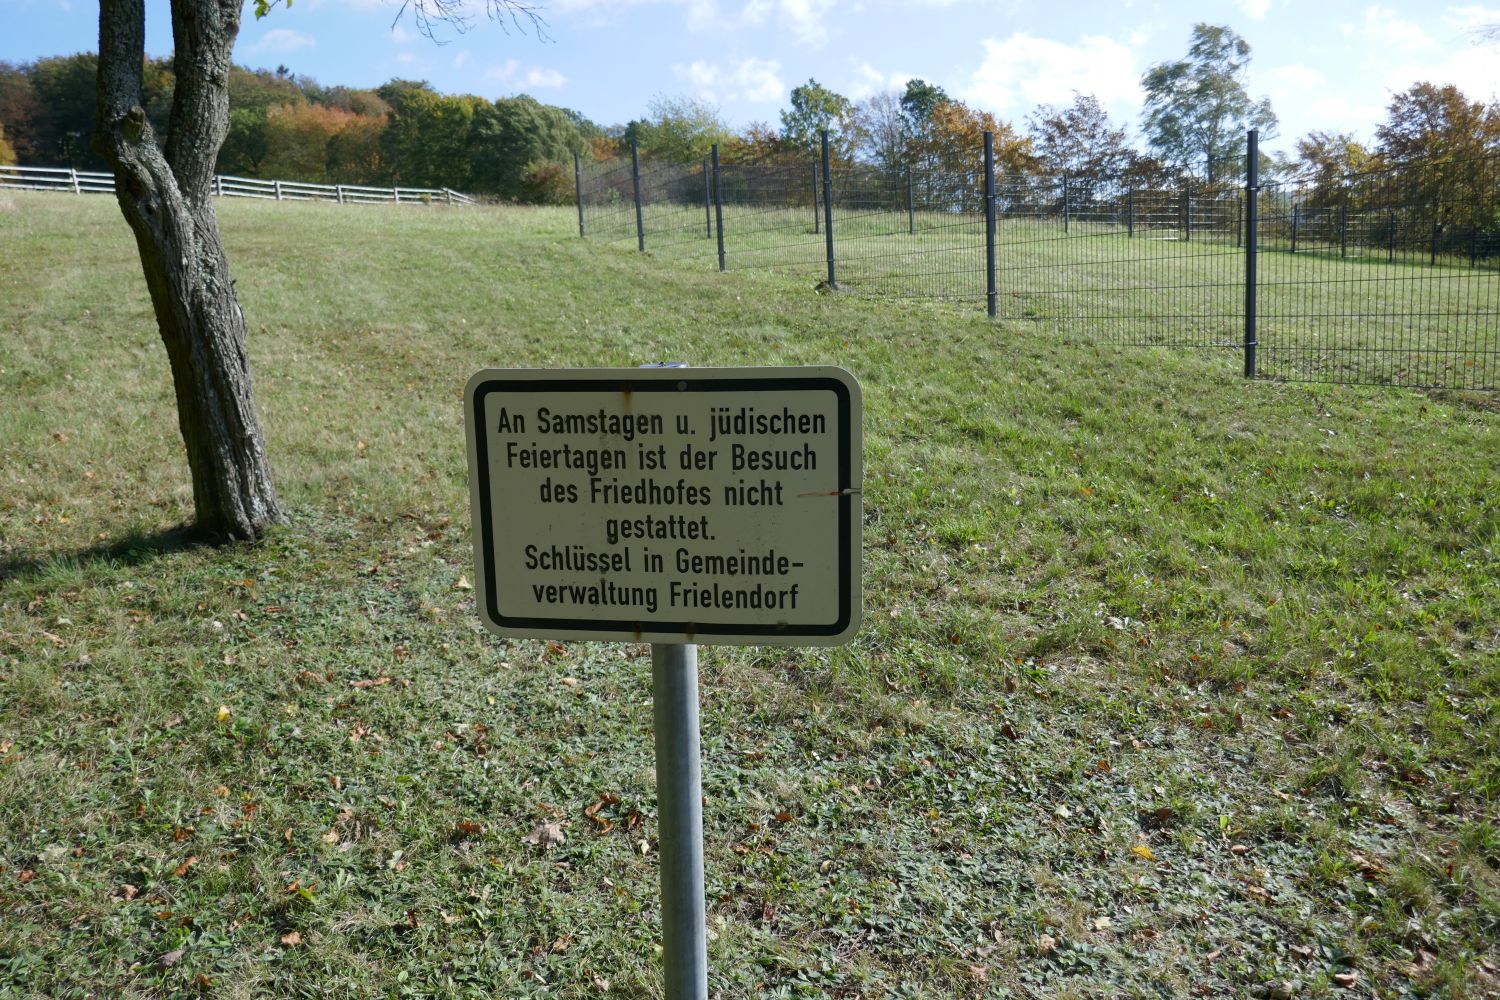 An Samstagen u. jüdischen
Feiertagen ist der Besuch
des Friedhofes nicht
gestattet.
Schlüssel in Gemeinde-
verwaltung Frielendorf